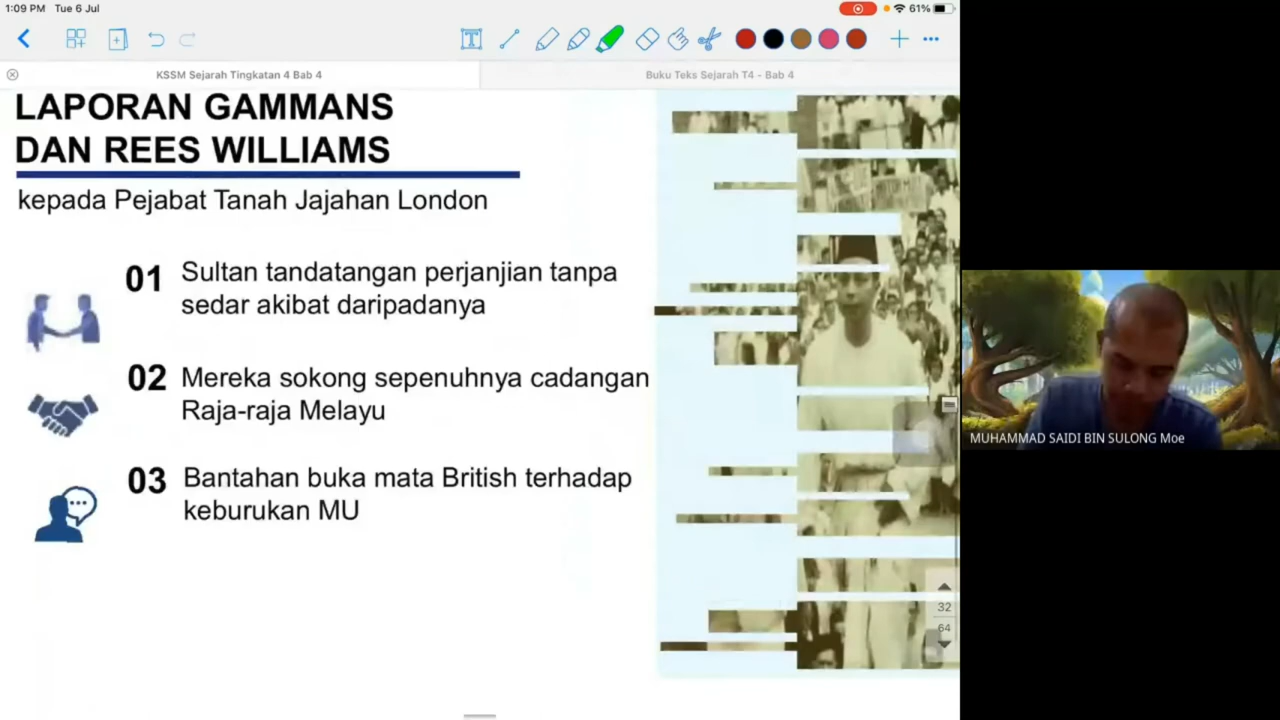 1:09 PM Tue 6 Jul
61%
KSSM Sejarah Tingkatan 4 Bab 4
Buku Teks Sejarah T4 - Bab 4
LAPORAN GAMMANS
DAN REES WILLIAMS
kepada Pejabat Tanah Jajahan London
01 Sultan tandatangan perjanjian tanpa
sedar akibat daripadanya
02 Mereka sokong sepenuhnya cadangan
Raja-raja Melayu
03 Bantahan buka mata British terhadap
keburukan MU
32
64
MUHAMMAD SAIDI BIN SULONG Moe